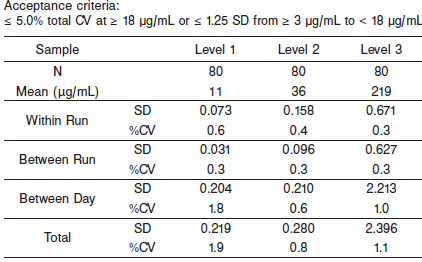 Acceptance criteria:
≤ 5.0% total CV at ≥ 18 µg/mL or ≤ 1.25 SD from ≥ 3 µg/mL to < 18 µg/mL
Sample Level 1 Level 2 Level 3
N 80 80 80
Mean (µg/mL) 11 36 219
Within Run SD 0.073 0.158 0.671
%CV 0.6 0.4 0.3
Between Run SD 0.031 0.096 0.627
%CV 0.3 0.3 0.3
Between Day SD 0.204 0.210 2.213
%CV 1.8 0.6 1.0
Total SD 0.219 0.280 2.396
%CV 1.9 0.8 1.1